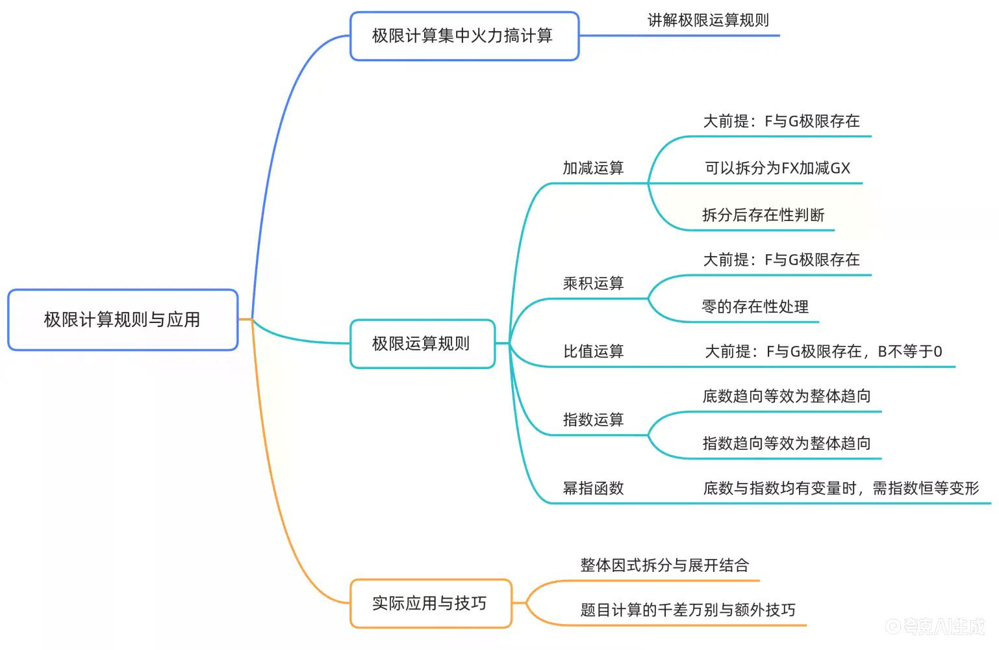 极限计算规则与应用
极限计算集中火力搞计算
讲解极限运算规则
极限运算规则
加减运算
大前提：F与G极限存在
可以拆分为FX加减GX
拆分后存在性判断
乘积运算
大前提：F与G极限存在
零的存在性处理
比值运算
大前提：F与G极限存在，B不等于0
指数运算
底数趋向等效为整体趋向
指数趋向等效为整体趋向
幂指函数
底数与指数均有变量时，需指数恒等变形
实际应用与技巧
整体因式拆分与展开结合
题目计算的千差万别与额外技巧
夸克AI生成